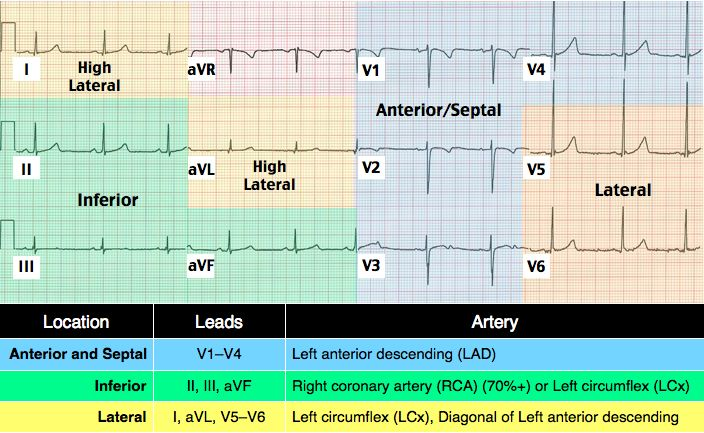 I
High
Lateral
aVR
V1
V4
Anterior/Septal
II
Inferior
aVL
High
Lateral
V2
V5
Lateral
III
aVF
V3
V6
Location Leads Artery
Anterior and Septal V1–V4 Left anterior descending (LAD)
Inferior II, III, aVF Right coronary artery (RCA) (70%+) or Left circumflex (LCx)
Lateral I, aVL, V5–V6 Left circumflex (LCx), Diagonal of Left anterior descending